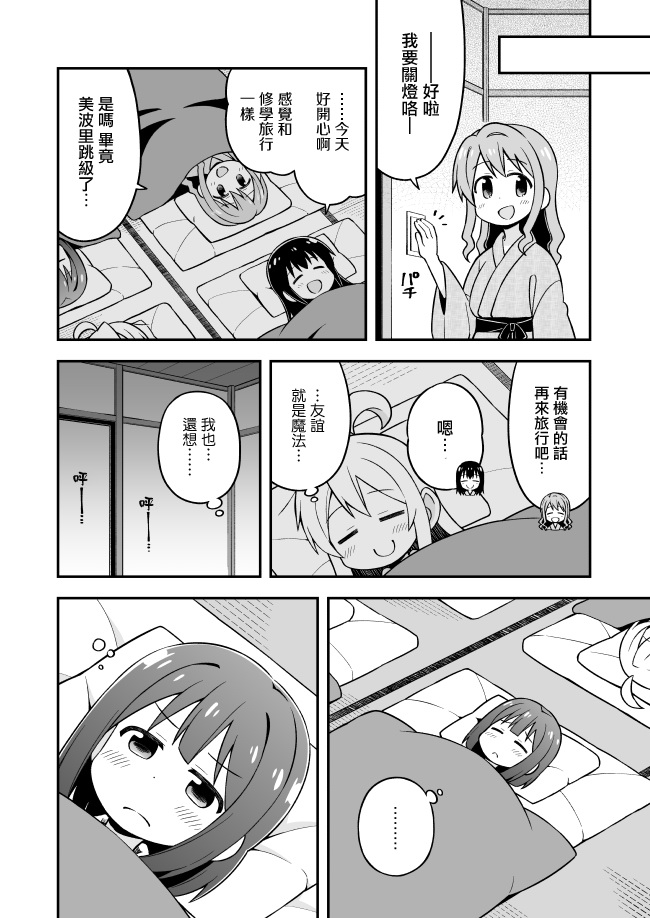 ——好啦
我要關燈咯—
パチ
……今天
好開心啊
感覺和
修學旅行
一樣
是嗎 畢竟
美波里跳級了…
有機會的話
再來旅行吧…
嗯…
…友誼
就是魔法…
我也…
還想……
呼—…
呼…
……